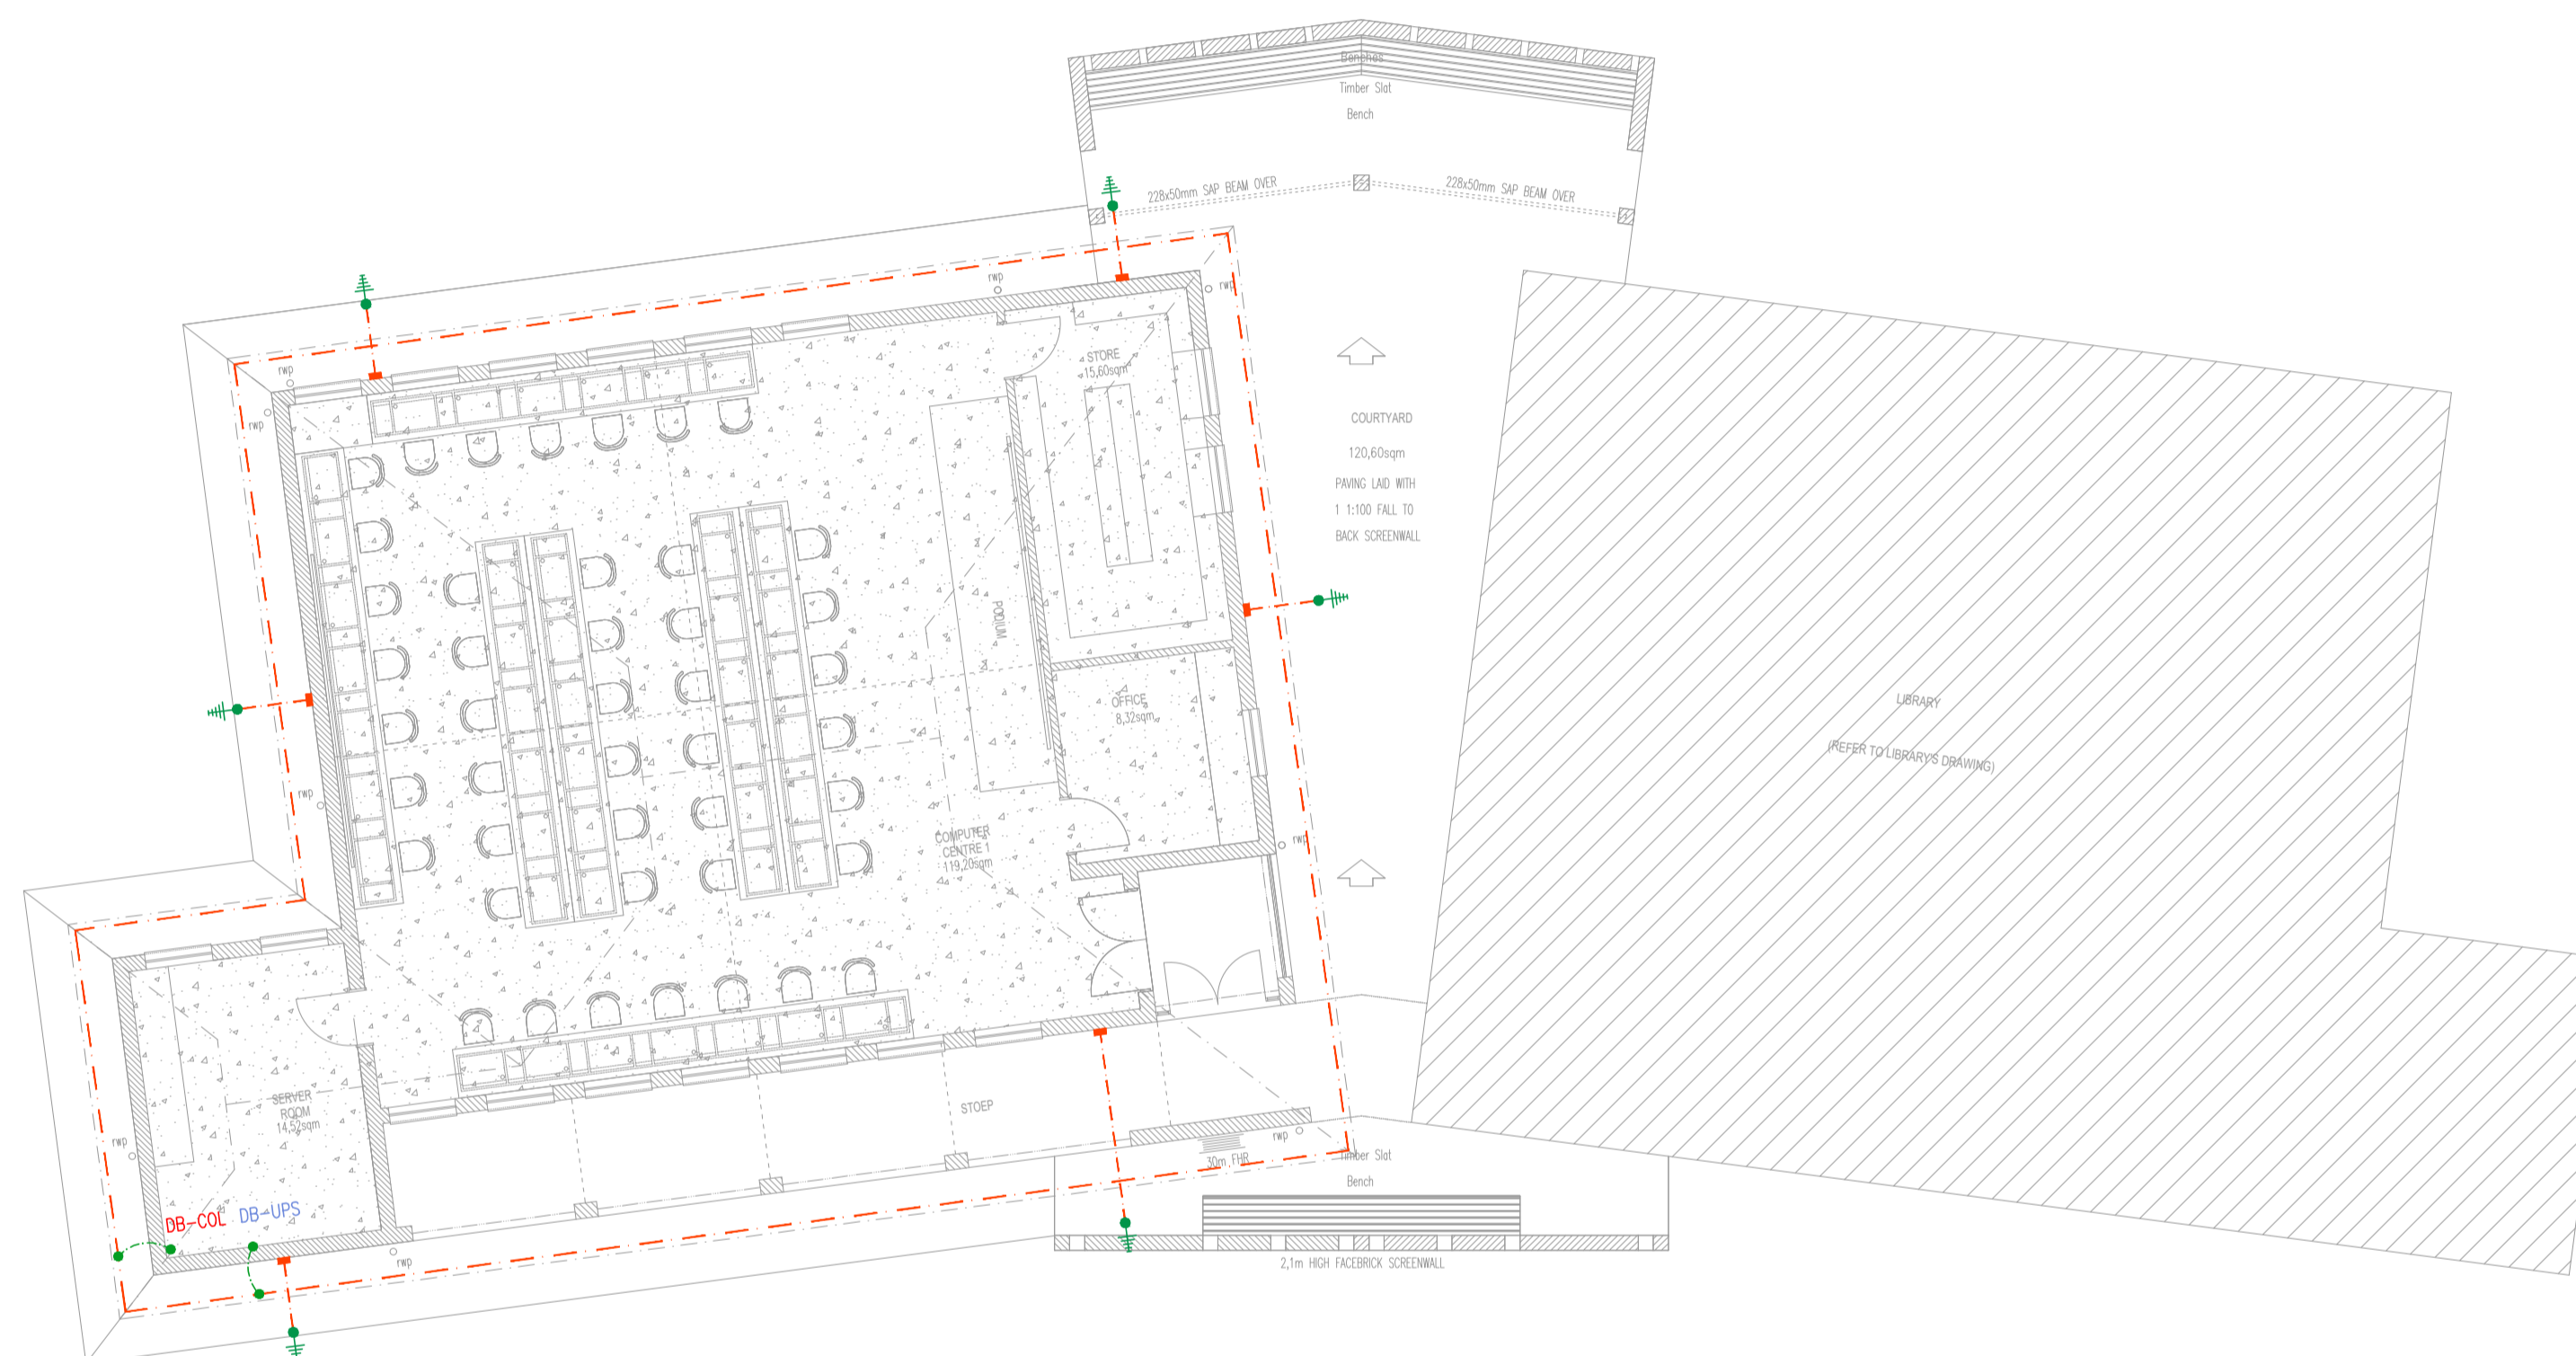 Benches
Timber Slat
Bench
228x50mm SAP BEAM OVER
228x50mm SAP BEAM OVER
rwp
rwp
rwp
rwp
STORE
15,60sqm
COURTYARD
120,60sqm
PAVING LAID WITH
1 1:100 FALL TO
BACK SCREENWALL
PODIUM
OFFICE
8,32sqm
LIBRARY
(REFER TO LIBRARY'S DRAWING)
rwp
COMPUTER
CENTRE 1
119,20sqm
rwp
SERVER
ROOM
14,52sqm
STOEP
rwp
rwp
30m FHR
Timber Slat
Bench
DB-COL
DB-UPS
rwp
2,1m HIGH FACEBRICK SCREENWALL